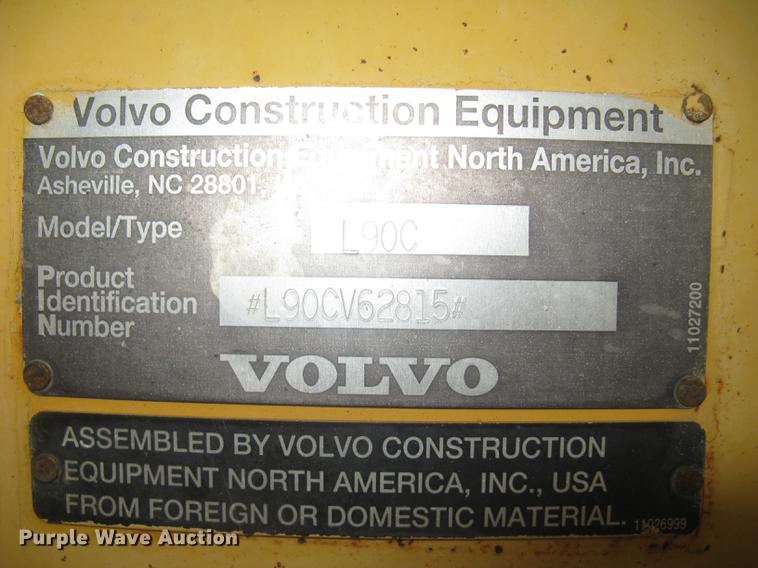 Volvo Construction Equipment
Volvo Construction Equipment North America, Inc.
Asheville, NC 28801,
Model/Type L90C
Product
Identification #L90CV62815#
Number
11027200
VOLVO
ASSEMBLED BY VOLVO CONSTRUCTION
EQUIPMENT NORTH AMERICA, INC., USA
FROM FOREIGN OR DOMESTIC MATERIAL.
11026999
Purple Wave Auction